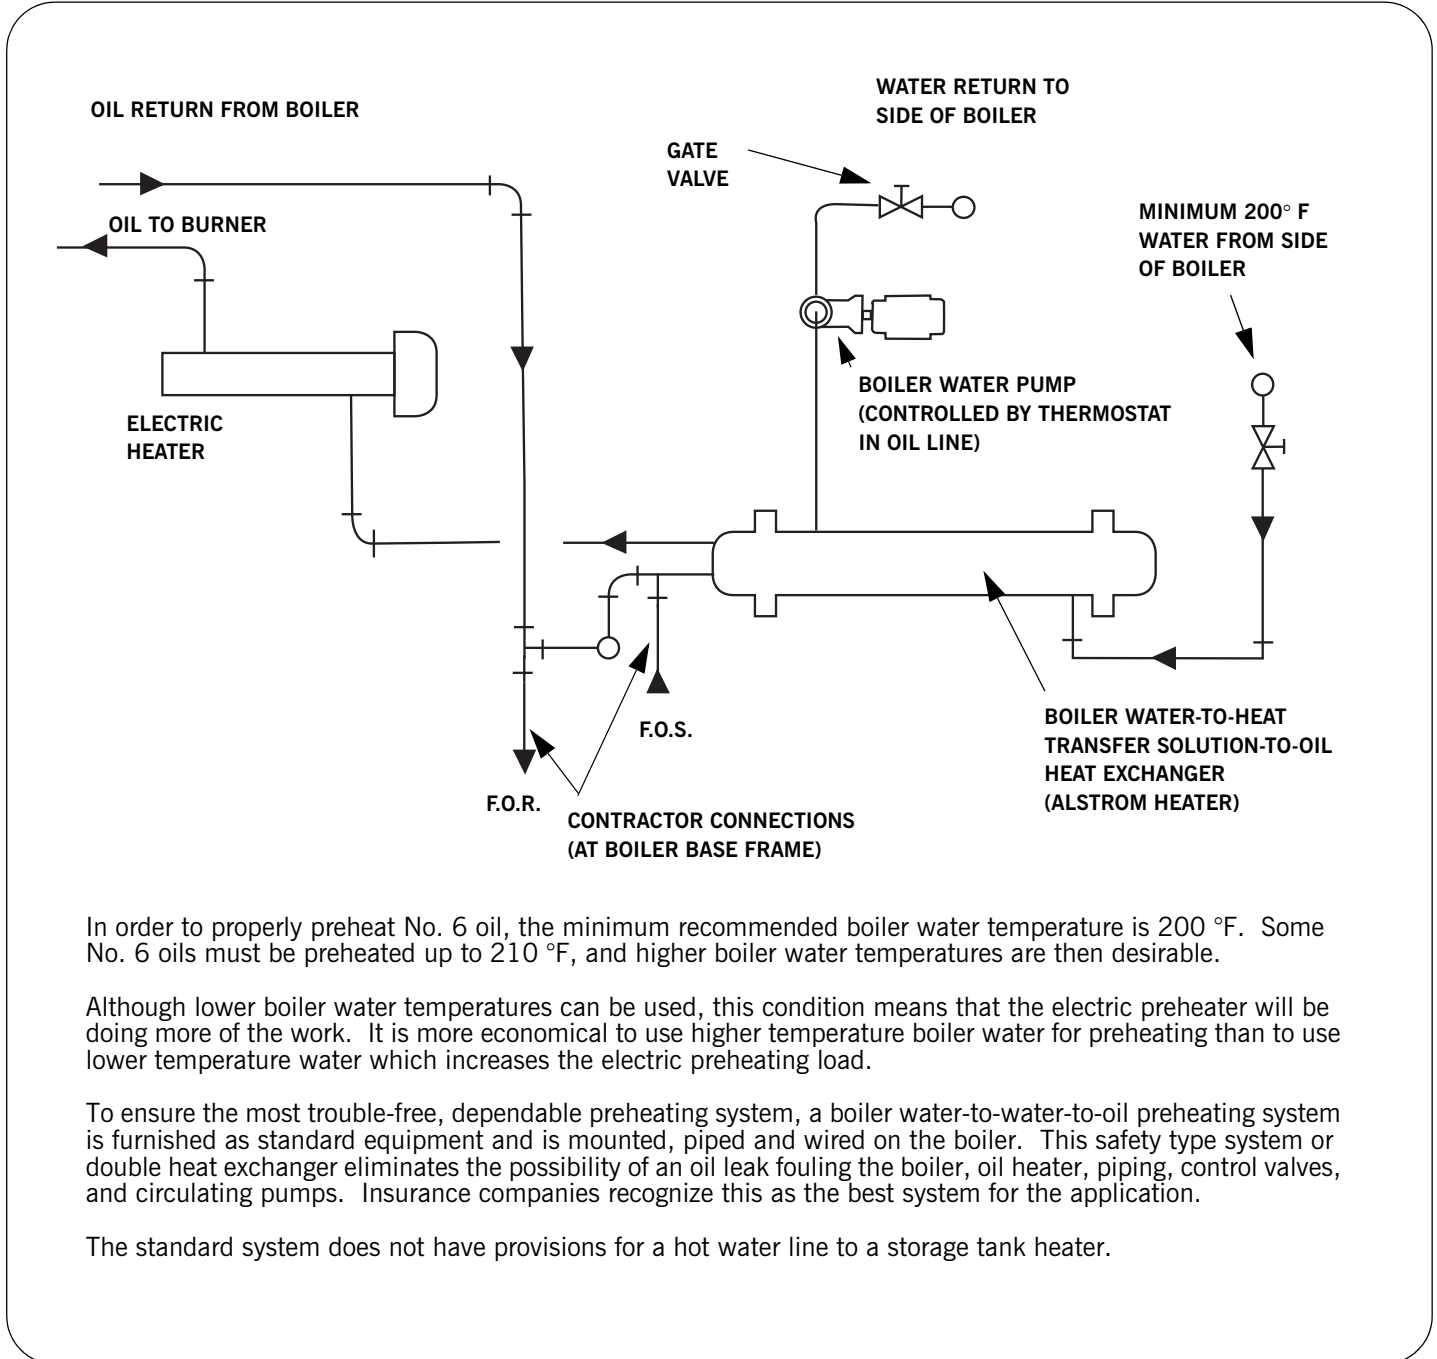 WATER RETURN TO
SIDE OF BOILER
OIL RETURN FROM BOILER
GATE
VALVE
OIL TO BURNER
MINIMUM 200° F
WATER FROM SIDE
OF BOILER
BOILER WATER PUMP
(CONTROLLED BY THERMOSTAT
IN OIL LINE)
ELECTRIC
HEATER
F.O.S.
F.O.R.
CONTRACTOR CONNECTIONS
(AT BOILER BASE FRAME)
BOILER WATER-TO-HEAT
TRANSFER SOLUTION-TO-OIL
HEAT EXCHANGER
(ALSTROM HEATER)
In order to properly preheat No. 6 oil, the minimum recommended boiler water temperature is 200 °F.  Some
No. 6 oils must be preheated up to 210 °F, and higher boiler water temperatures are then desirable.
Although lower boiler water temperatures can be used, this condition means that the electric preheater will be
doing more of the work.  It is more economical to use higher temperature boiler water for preheating than to use
lower temperature water which increases the electric preheating load.
To ensure the most trouble-free, dependable preheating system, a boiler water-to-water-to-oil preheating system
is furnished as standard equipment and is mounted, piped and wired on the boiler.  This safety type system or
double heat exchanger eliminates the possibility of an oil leak fouling the boiler, oil heater, piping, control valves,
and circulating pumps.  Insurance companies recognize this as the best system for the application.
The standard system does not have provisions for a hot water line to a storage tank heater.